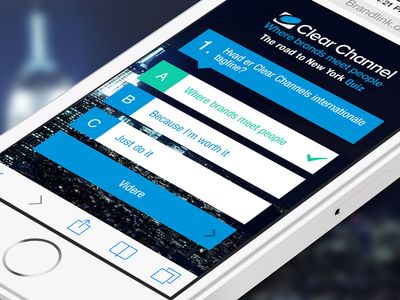 :21 P
Brandlink.d
Clear Channel
Where brands meet people
The road to New York Quiz
1. Hvad er Clear Channels internationale
tagline?
A Where brands meet people
B Because I'm worth it
C Just do it
Videre